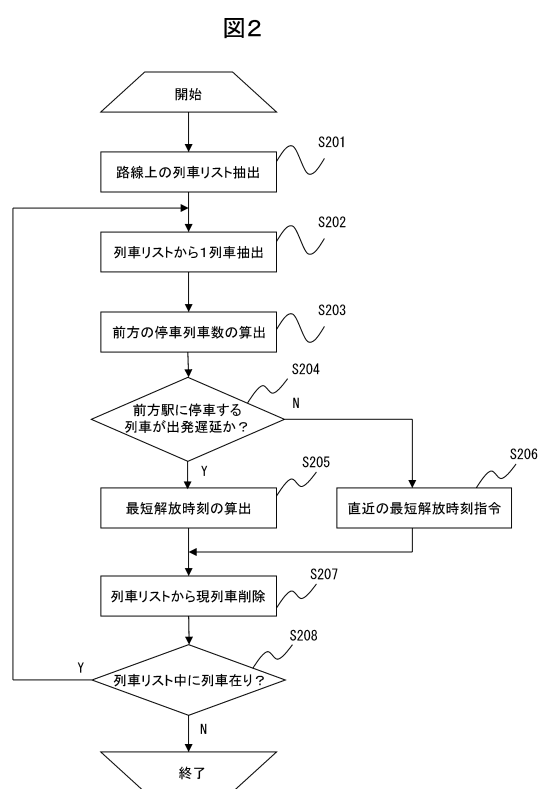 図2
開始
S201
路線上の列車リスト抽出
S202
列車リストから1列車抽出
S203
前方の停車列車数の算出
S204
前方駅に停車する
列車が出発遅延か？
N
Y
S205
最短解放時刻の算出
S206
直近の最短解放時刻指令
S207
列車リストから現列車削除
S208
列車リスト中に列車在り？
Y
N
終了